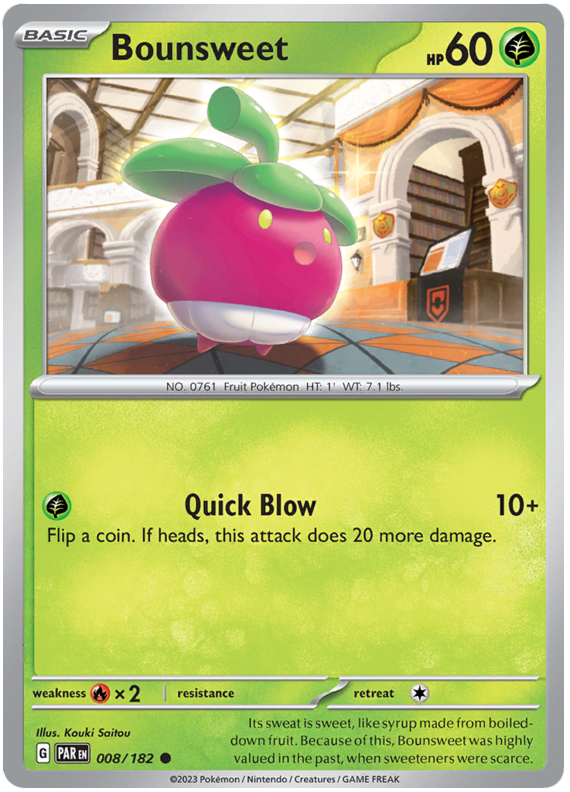 BASIC
Bounsweet
HP 60
NO. 0761 Fruit Pokémon HT: 1' WT: 7.1 lbs.
Quick Blow 10+
Flip a coin. If heads, this attack does 20 more damage.
weakness ×2 resistance retreat
Illus. Kouki Saitou
G PAR EN 008/182
Its sweat is sweet, like syrup made from boiled-
down fruit. Because of this, Bounsweet was highly
valued in the past, when sweeteners were scarce.
©2023 Pokémon / Nintendo / Creatures / GAME FREAK